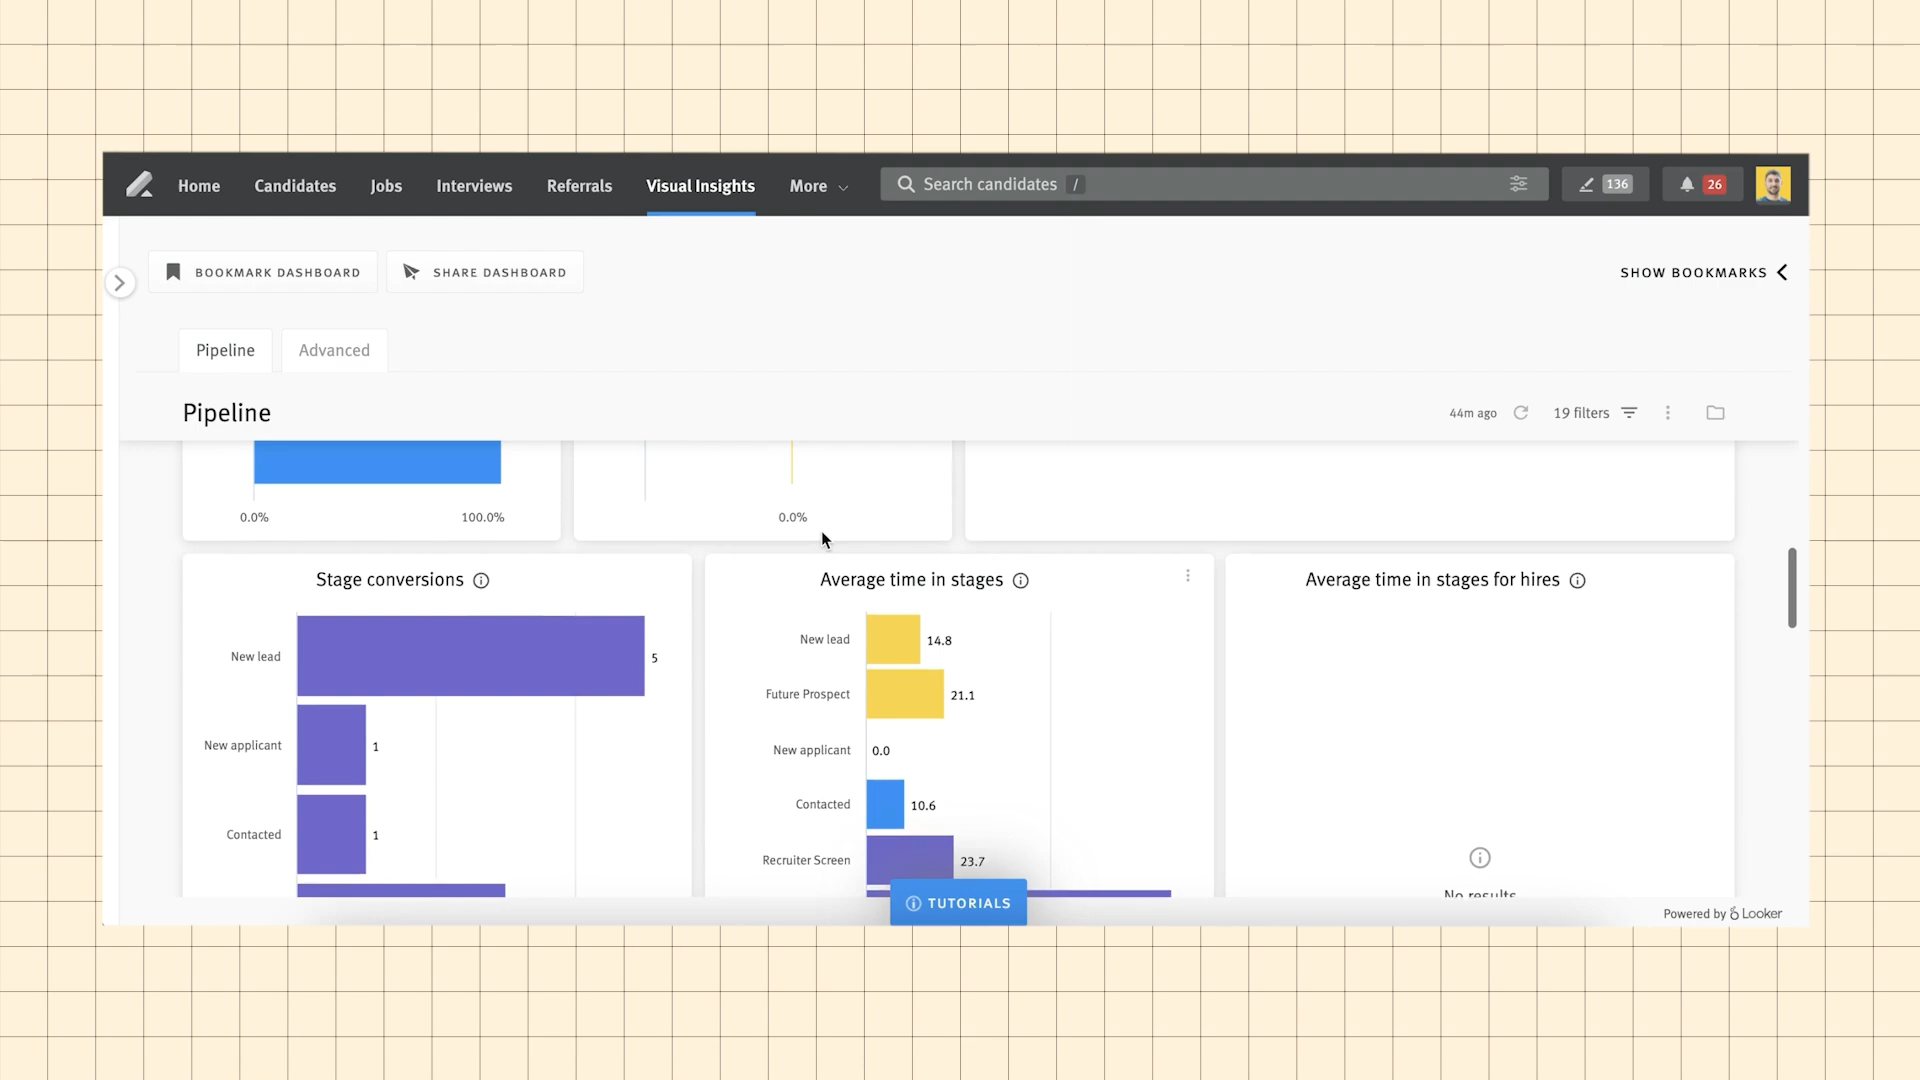 Home Candidates Jobs Interviews Referrals Visual Insights More Search candidates / 136 26
BOOKMARK DASHBOARD SHARE DASHBOARD SHOW BOOKMARKS
Pipeline Advanced
Pipeline 44m ago 19 filters
0.0% 100.0% 0.0%
Stage conversions
New lead 5
New applicant 1
Contacted 1
Average time in stages
New lead 14.8
Future Prospect 21.1
New applicant 0.0
Contacted 10.6
Recruiter Screen 23.7
Average time in stages for hires
No results
TUTORIALS
Powered by Looker